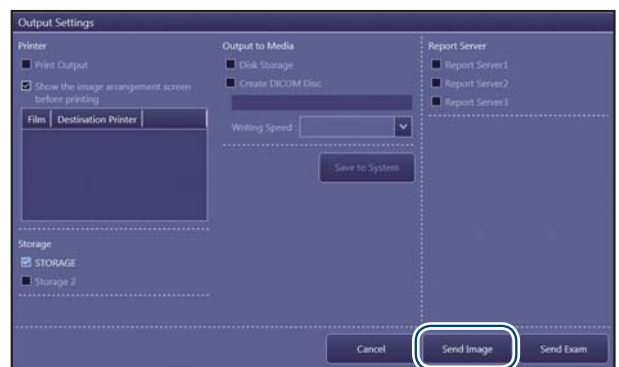 Output Settings
Printer
Print Output
Show the image arrangement screen
before printing
Film
Destination Printer
Storage
STORAGE
Storage 2
Output to Media
Disk Storage
Create DICOM Disc
Writing Speed :
Save to System
Report Server
Report Server1
Report Server2
Report Server3
Cancel
Send Image
Send Exam